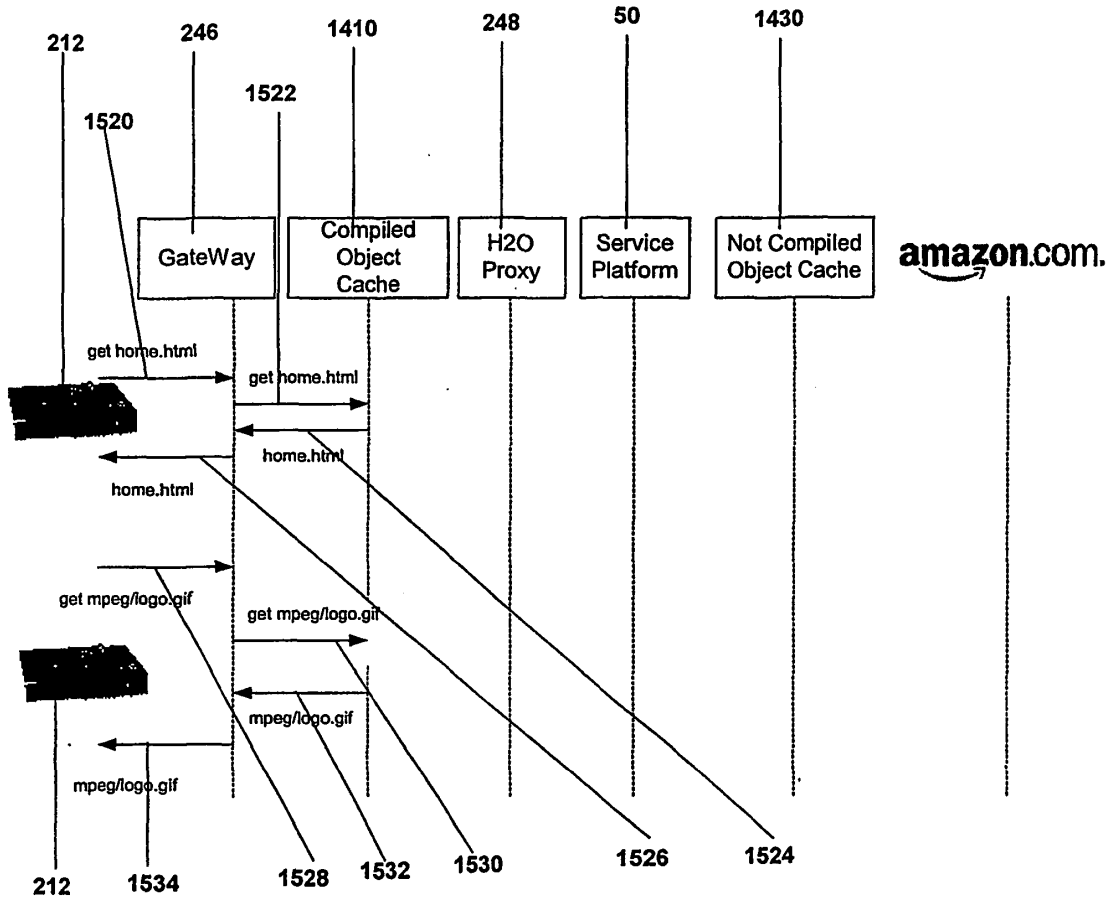 212
246
1410
248
50
1430
1520
1522
GateWay
Compiled
Object
Cache
H2O
Proxy
Service
Platform
Not Compiled
Object Cache
amazon.com.
get home.html
get home.html
home.html
home.html
get mpeg/logo.gif
get mpeg/logo.gif
mpeg/logo.gif
mpeg/logo.gif
212
1534
1528
1532
1530
1526
1524